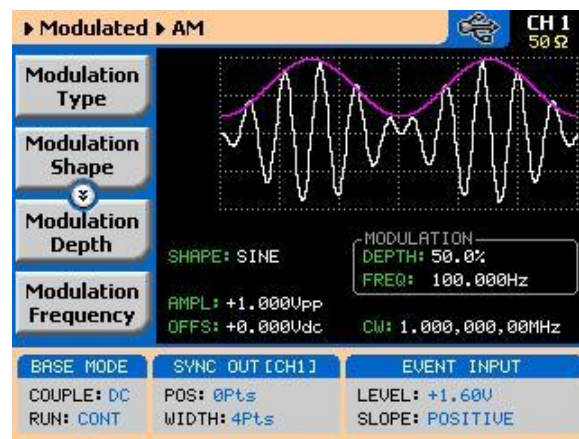 Modulated AM
CH 1
50 Ω
Modulation
Type
Modulation
Shape
Modulation
Depth
Modulation
Frequency
SHAPE: SINE
AMPL: +1.000Vpp
OFFS: +0.000Vdc
MODULATION
DEPTH: 50.0%
FREQ: 100.000Hz
CW: 1.000,000,00MHz
BASE MODE
COUPLE: DC
RUN: CONT
SYNC OUT [CH1]
POS: 0Pts
WIDTH: 4Pts
EVENT INPUT
LEVEL: +1.60V
SLOPE: POSITIVE